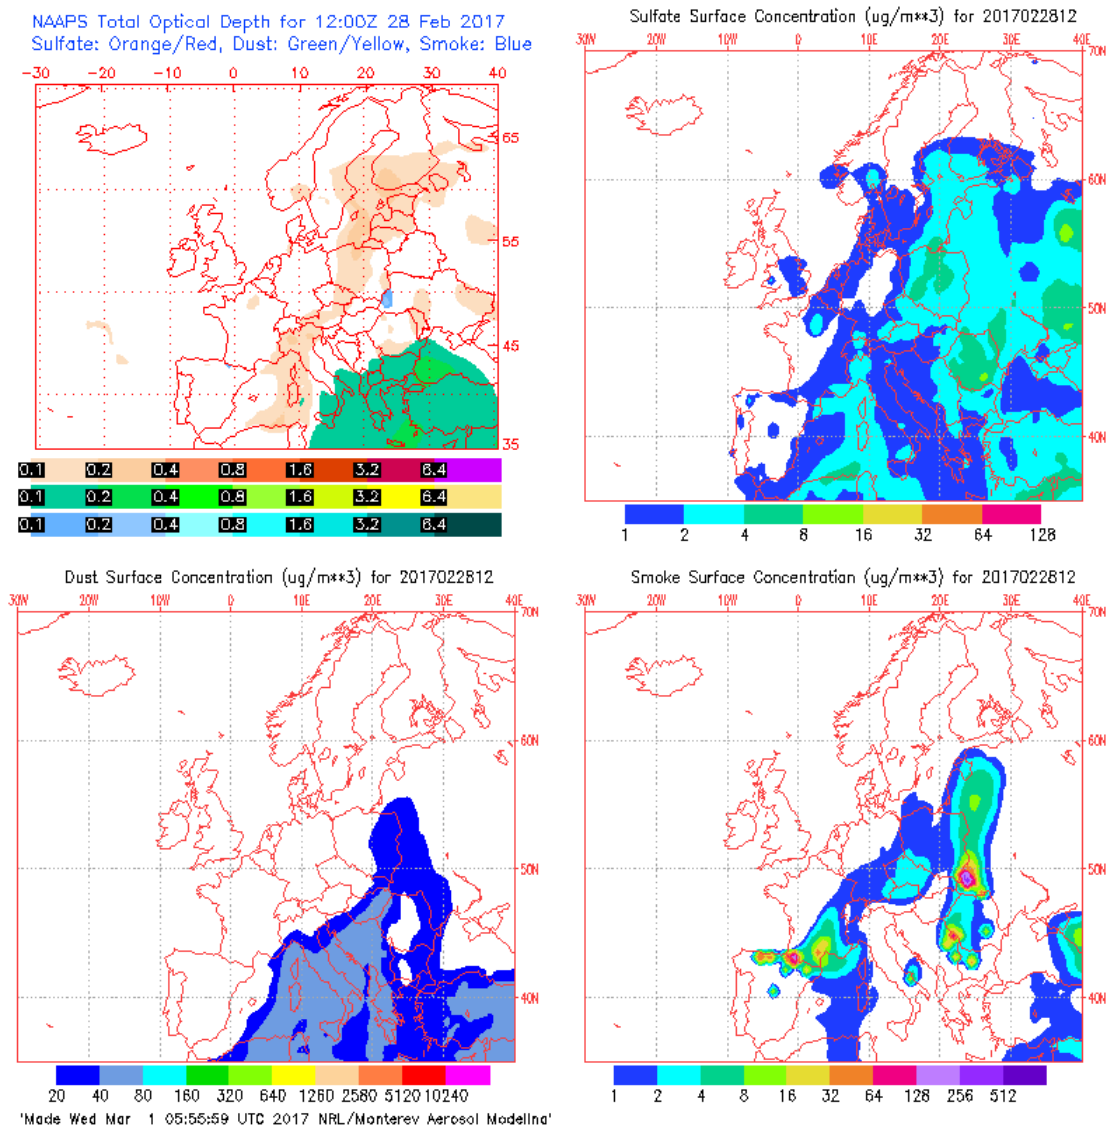 NAAPS Total Optical Depth for 12:00Z 28 Feb 2017
Sulfate: Orange/Red, Dust: Green/Yellow, Smoke: Blue
-30 -20 -10 0 10 20 30 40
65
55
45
35
0.1 0.2 0.4 0.8 1.6 3.2 6.4
0.1 0.2 0.4 0.8 1.6 3.2 6.4
0.1 0.2 0.4 0.8 1.6 3.2 6.4
Sulfate Surface Concentration (ug/m**3) for 2017022812
30W 20W 10W 0 10E 20E 30E 40E
70N
60N
50N
40N
1 2 4 8 16 32 64 128
Dust Surface Concentration (ug/m**3) for 2017022812
30W 20W 10W 0 10E 20E 30E 40E
70N
60N
50N
40N
20 40 80 160 320 640 1260 2580 5120 10240
Smoke Surface Concentration (ug/m**3) for 2017022812
30W 20W 10W 0 10E 20E 30E 40E
70N
60N
50N
40N
1 2 4 8 16 32 64 128 256 512
'Made Wed Mar 1 05:55:59 UTC 2017 NRL/Monterey Aerosol Modeling'